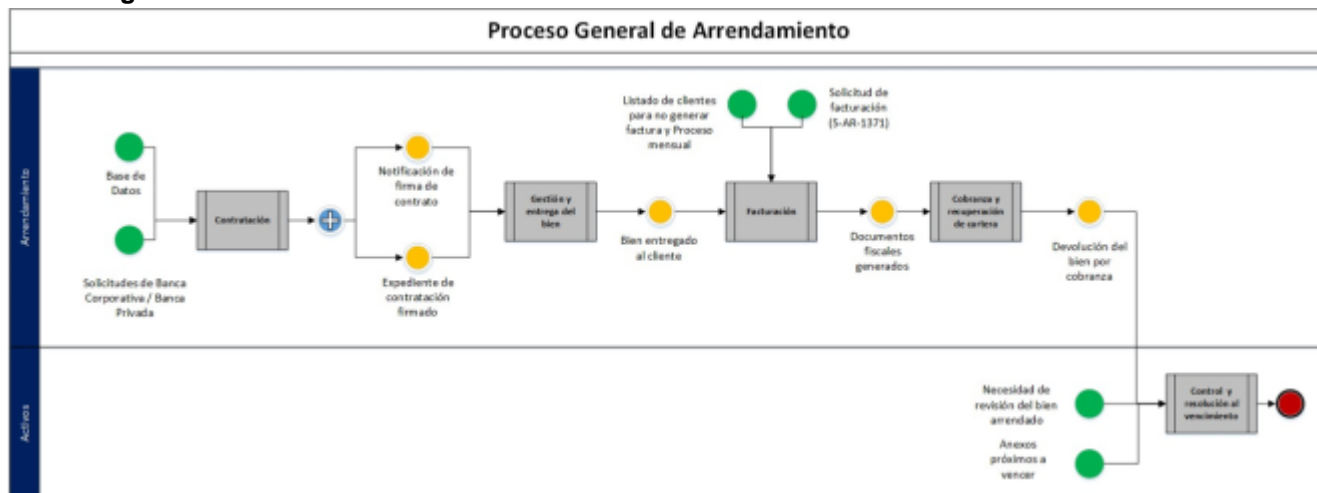 Proceso General de Arrendamiento
Arrendamiento
Base de
Datos
Solicitudes de Banca
Corporativa / Banca
Privada
Contratación
Notificación de
firma de
contrato
Expediente de
contratación
firmado
Gestión y
entrega del
bien
Bien entregado
al cliente
Listado de clientes
para no generar
factura y Proceso
mensual
Solicitud de
facturación
(S-AR-1371)
Facturación
Documentos
fiscales
generados
Cobranza y
recuperación
de cartera
Devolución del
bien por
cobranza
Activos
Necesidad de
revisión del bien
arrendado
Anexos
próximos a
vencer
Control y
resolución al
vencimiento